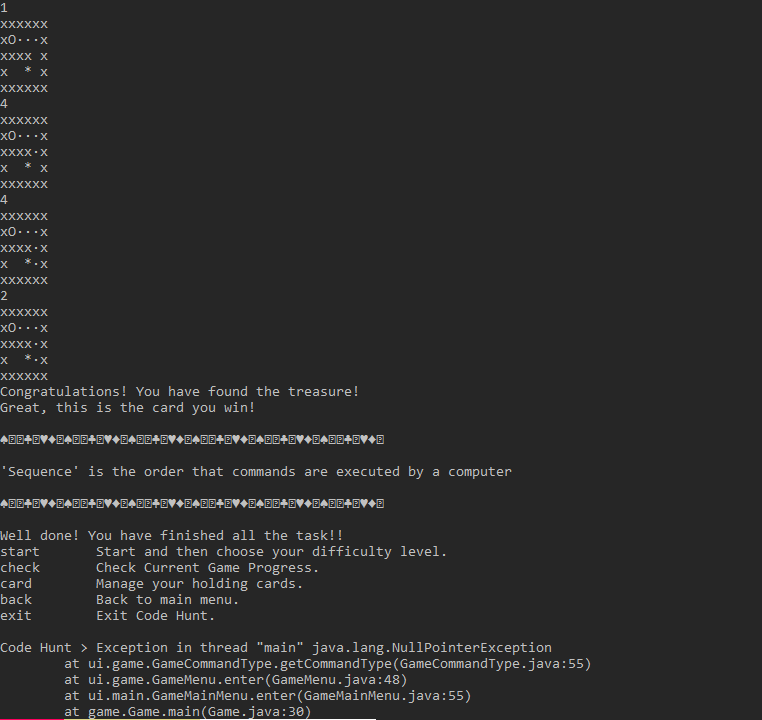 1
xxxxxx
xO···x
xxxx x
x  * x
xxxxxx
4
xxxxxx
xO···x
xxxx·x
x  * x
xxxxxx
4
xxxxxx
xO···x
xxxx·x
x  *·x
xxxxxx
2
xxxxxx
xO···x
xxxx·x
x  *·x
xxxxxx
Congratulations! You have found the treasure!
Great, this is the card you win!
♠⍰⍰♣⍰♥♦⍰♠⍰⍰♣⍰♥♦⍰♠⍰⍰♣⍰♥♦⍰♠⍰⍰♣⍰♥♦⍰♠⍰⍰♣⍰♥♦⍰♠⍰⍰♣⍰♥♦⍰
'Sequence' is the order that commands are executed by a computer
♠⍰⍰♣⍰♥♦⍰♠⍰⍰♣⍰♥♦⍰♠⍰⍰♣⍰♥♦⍰♠⍰⍰♣⍰♥♦⍰♠⍰⍰♣⍰♥♦⍰♠⍰⍰♣⍰♥♦⍰
Well done! You have finished all the task!!
start       Start and then choose your difficulty level.
check       Check Current Game Progress.
card        Manage your holding cards.
back        Back to main menu.
exit        Exit Code Hunt.
Code Hunt > Exception in thread "main" java.lang.NullPointerException
        at ui.game.GameCommandType.getCommandType(GameCommandType.java:55)
        at ui.game.GameMenu.enter(GameMenu.java:48)
        at ui.main.GameMainMenu.enter(GameMainMenu.java:55)
        at game.Game.main(Game.java:30)